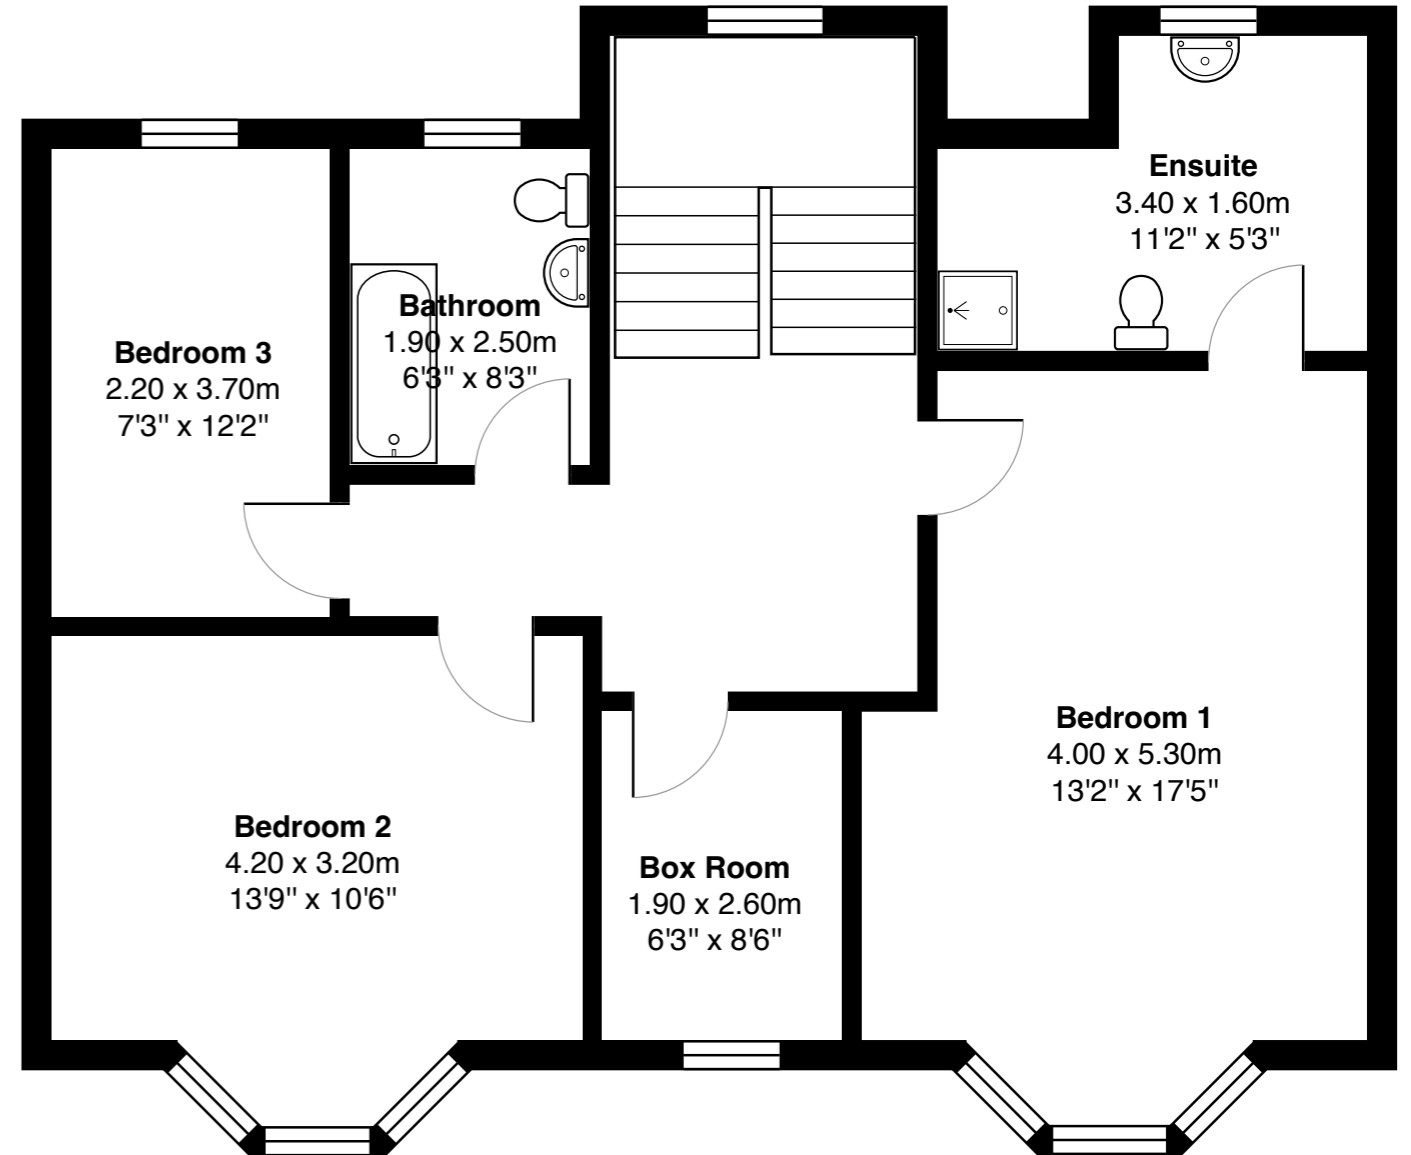 Ensuite
3.40 x 1.60m
11'2" x 5'3"
Bathroom
1.90 x 2.50m
6'3" x 8'3"
Bedroom 3
2.20 x 3.70m
7'3" x 12'2"
Bedroom 1
4.00 x 5.30m
13'2" x 17'5"
Bedroom 2
4.20 x 3.20m
13'9" x 10'6"
Box Room
1.90 x 2.60m
6'3" x 8'6"